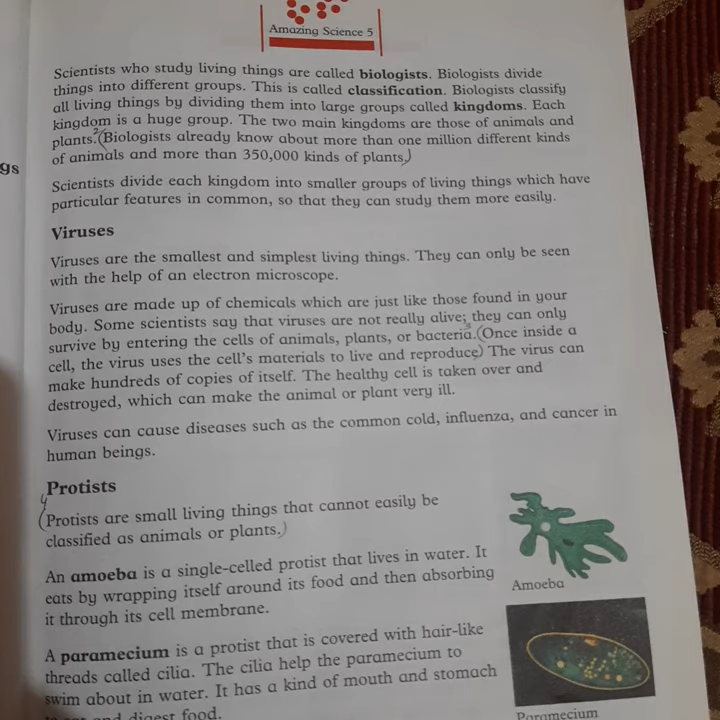 Amazing Science 5
Scientists who study living things are called biologists. Biologists divide
things into different groups. This is called classification. Biologists classify
all living things by dividing them into large groups called kingdoms. Each
kingdom is a huge group. The two main kingdoms are those of animals and
plants. 2 (Biologists already know about more than one million different kinds
of animals and more than 350,000 kinds of plants.)
gs
Scientists divide each kingdom into smaller groups of living things which have
particular features in common, so that they can study them more easily.
Viruses
Viruses are the smallest and simplest living things. They can only be seen
with the help of an electron microscope.
Viruses are made up of chemicals which are just like those found in your
body. Some scientists say that viruses are not really alive; they can only
survive by entering the cells of animals, plants, or bacteria. (Once inside a
cell, the virus uses the cell's materials to live and reproduce.) The virus can
make hundreds of copies of itself. The healthy cell is taken over and
destroyed, which can make the animal or plant very ill.
Viruses can cause diseases such as the common cold, influenza, and cancer in
human beings.
Protists
4
(Protists are small living things that cannot easily be
classified as animals or plants.)
An amoeba is a single-celled protist that lives in water. It
eats by wrapping itself around its food and then absorbing
it through its cell membrane.
Amoeba
A paramecium is a protist that is covered with hair-like
threads called cilia. The cilia help the paramecium to
swim about in water. It has a kind of mouth and stomach
and digest food.
Paramecium